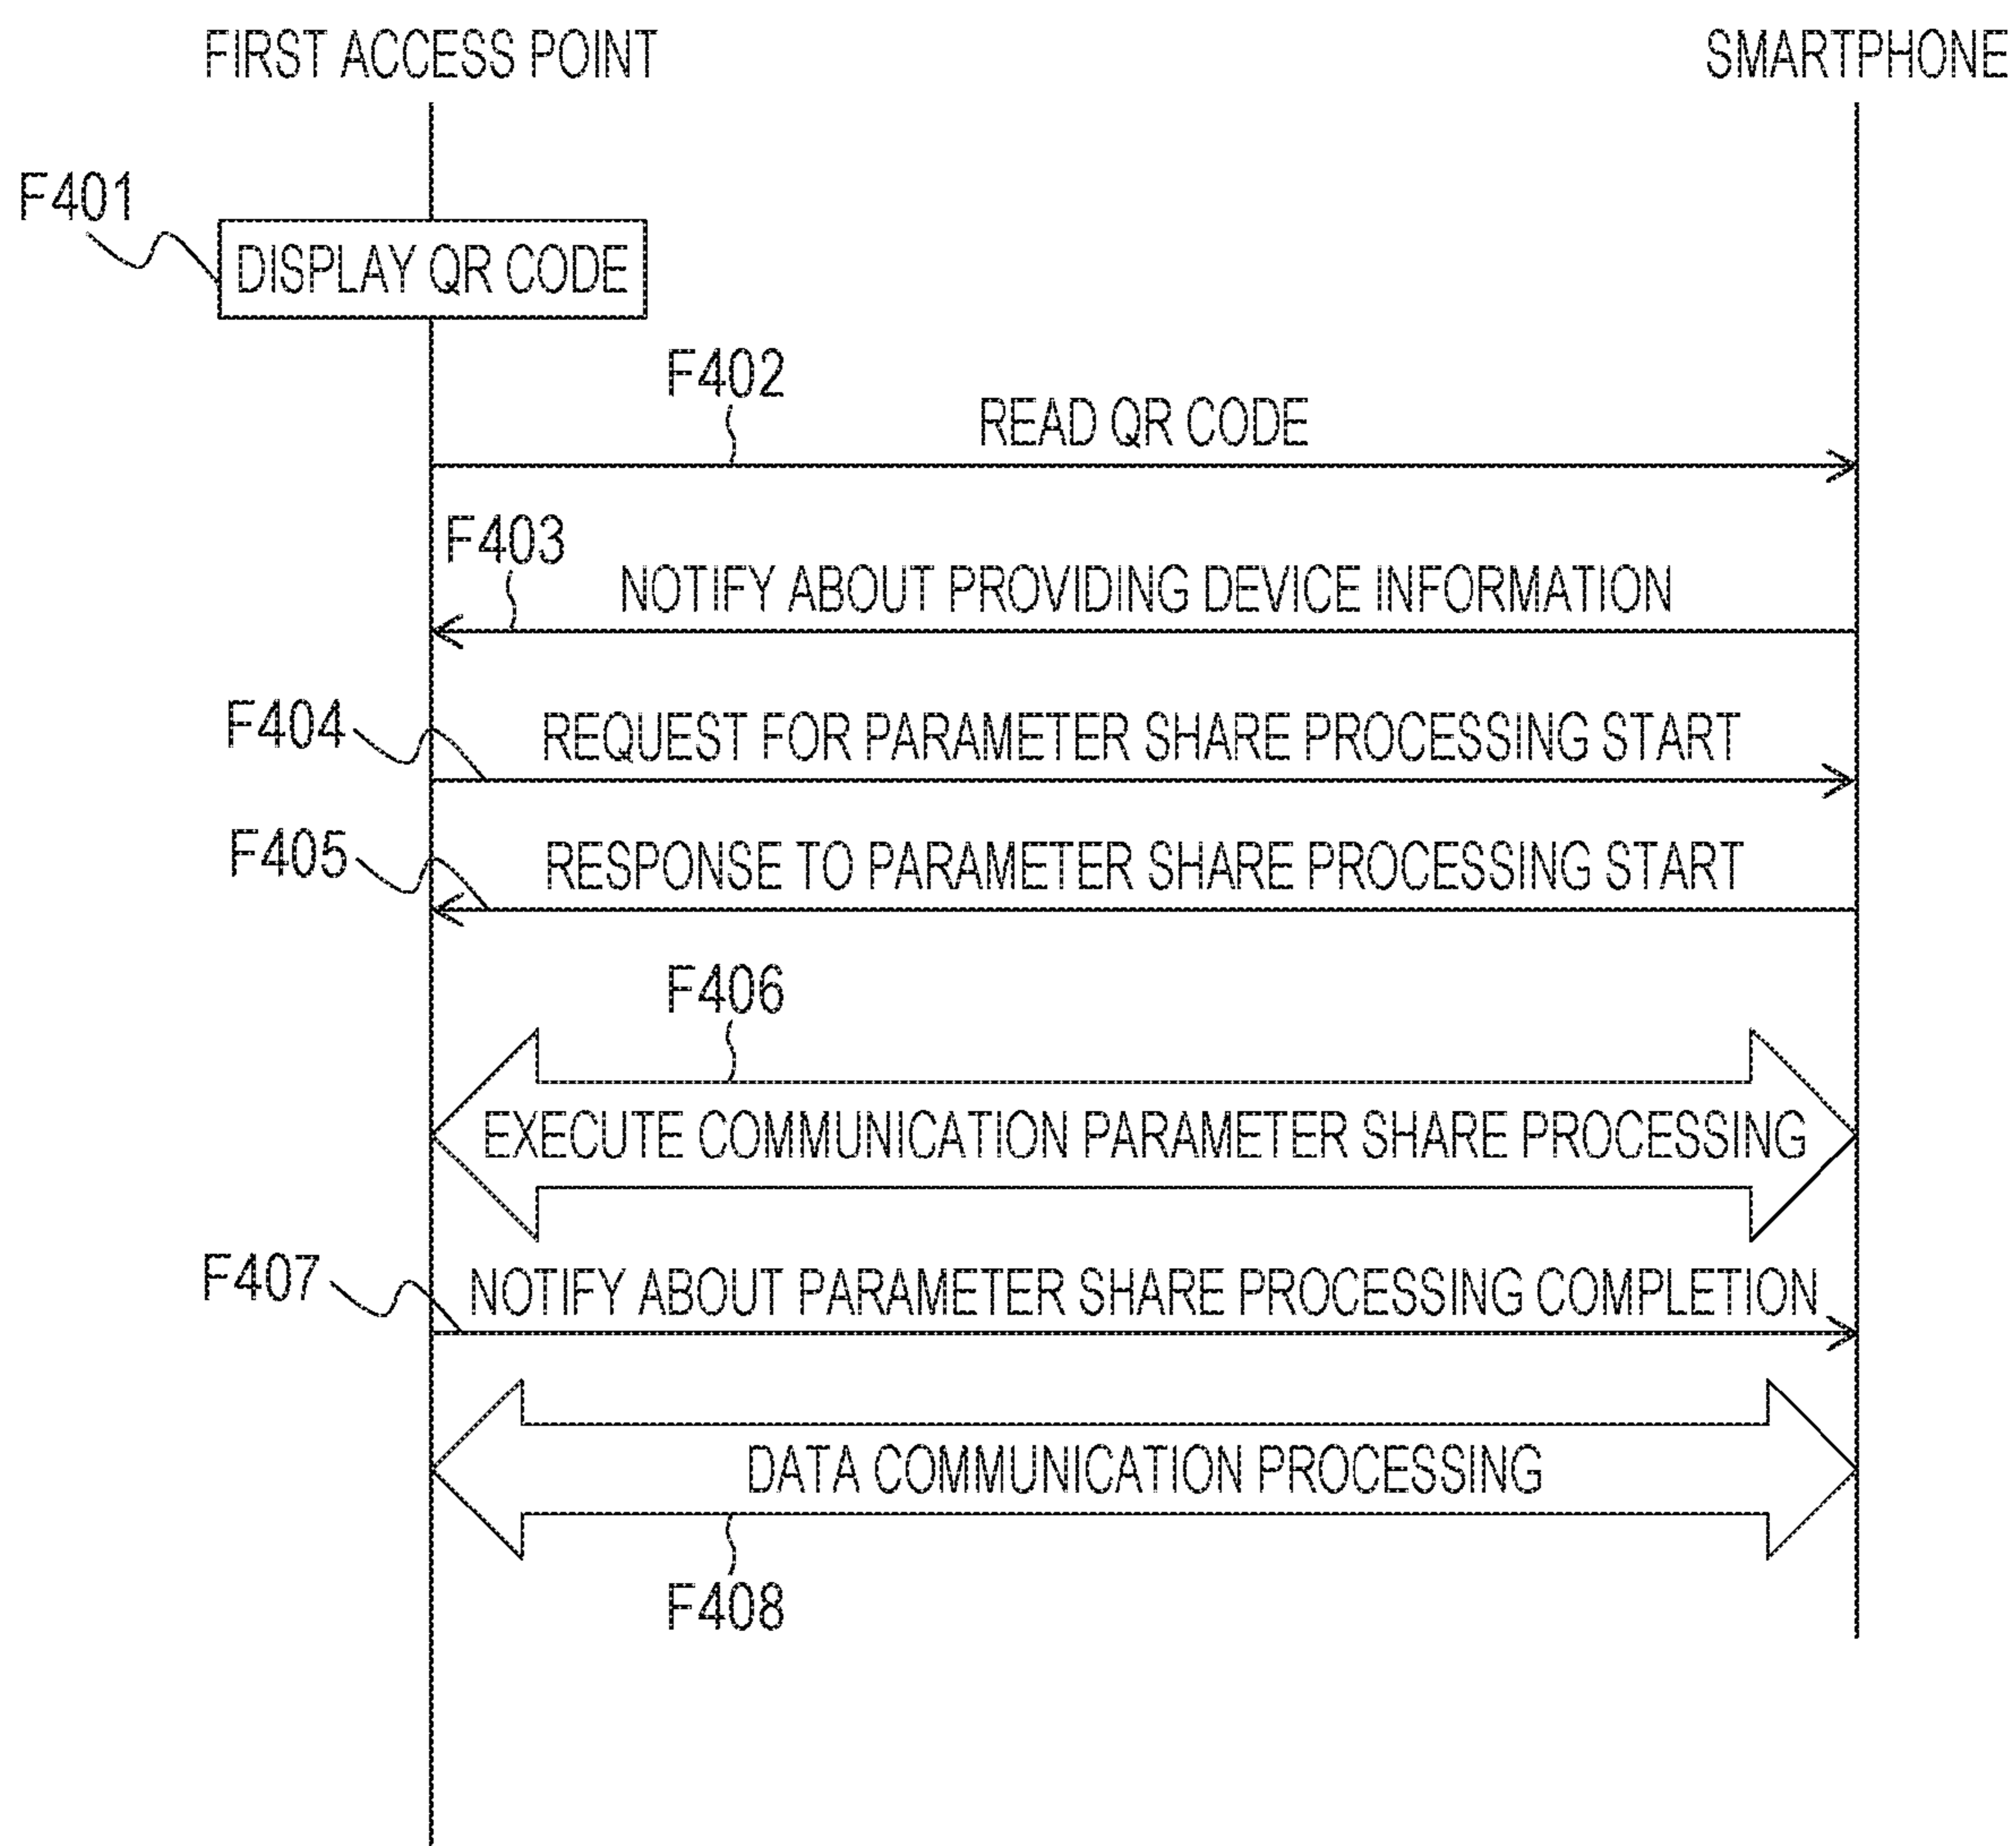 FIRST ACCESS POINT
SMARTPHONE
F401
DISPLAY QR CODE
F402
READ QR CODE
F403
NOTIFY ABOUT PROVIDING DEVICE INFORMATION
F404
REQUEST FOR PARAMETER SHARE PROCESSING START
F405
RESPONSE TO PARAMETER SHARE PROCESSING START
F406
EXECUTE COMMUNICATION PARAMETER SHARE PROCESSING
F407
NOTIFY ABOUT PARAMETER SHARE PROCESSING COMPLETION
DATA COMMUNICATION PROCESSING
F408